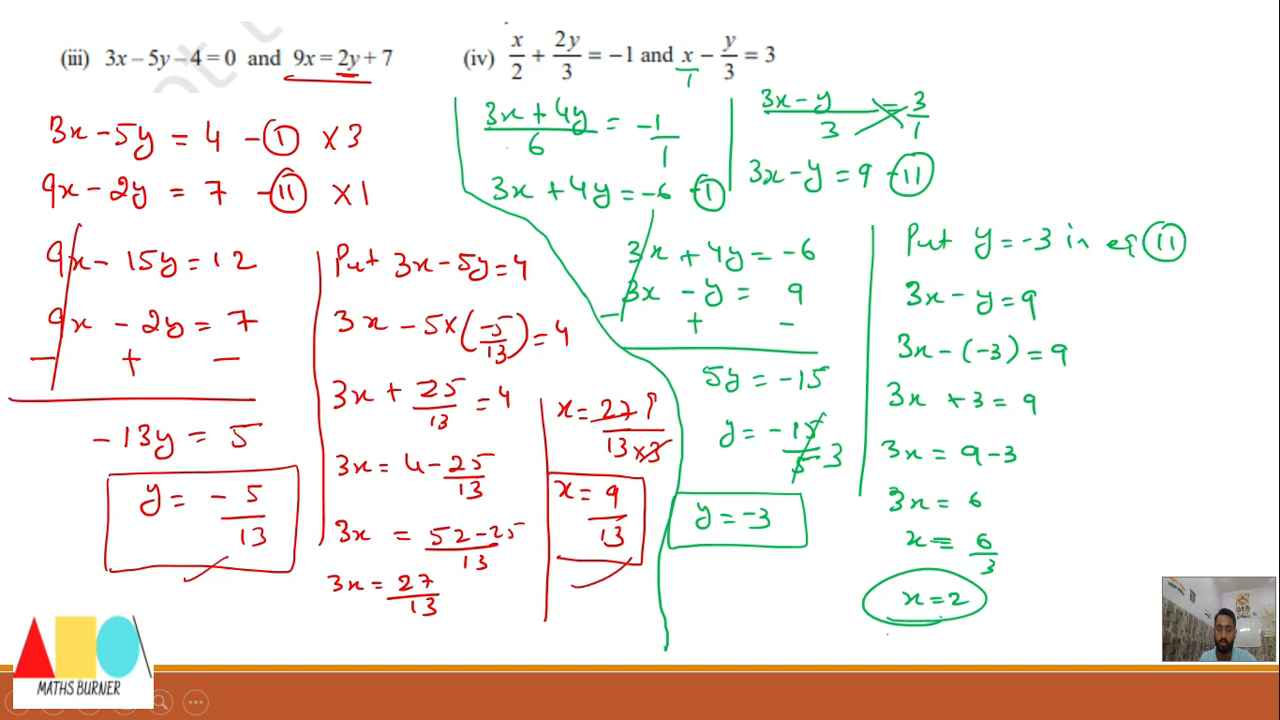 (iii) 3x – 5y – 4 = 0 and 9x = 2y + 7
3x - 5y = 4 - (I) × 3
9x - 2y = 7 - (II) × 1
9x - 15y = 12
9x - 2y = 7
- + -
-13y = 5
y = -5/13
Put 3x - 5y = 4
3x - 5×(-5/13) = 4
3x + 25/13 = 4
3x = 4 - 25/13
3x = 52-25/13
3x = 27/13
x = 27 9/13×3
x = 9/13
(iv) x/2 + 2y/3 = –1 and x/1 – y/3 = 3
3x + 4y/6 = -1/1
3x + 4y = -6 - (I)
3x - y/3 = 3/1
3x - y = 9 - (II)
3x + 4y = -6
3x - y = 9
- + -
5y = -15
y = -15/5 3
y = -3
Put y = -3 in eq (II)
3x - y = 9
3x - (-3) = 9
3x + 3 = 9
3x = 9 - 3
3x = 6
x = 6/3
x = 2
MATHS BURNER